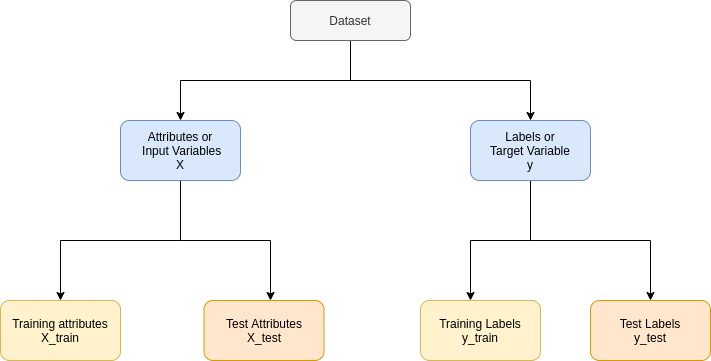 Dataset
Attributes or
Input Variables
X
Labels or
Target Variable
y
Training attributes
X_train
Test Attributes
X_test
Training Labels
y_train
Test Labels
y_test